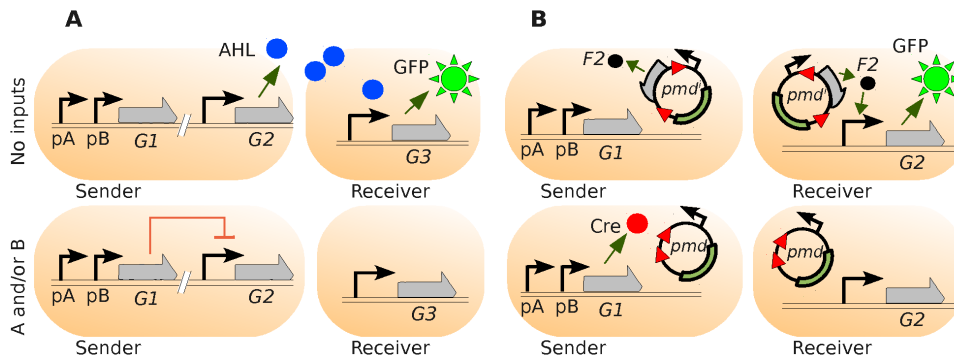 A
B
No inputs
AHL
GFP
pA pB G1 G2
G3
Sender
Receiver
F2
pmd'
pA pB G1
Sender
GFP
pmd'
F2
G2
Receiver
A and/or B
pA pB G1 G2
G3
Sender
Receiver
Cre
pmd
pA pB G1
Sender
pmd
G2
Receiver